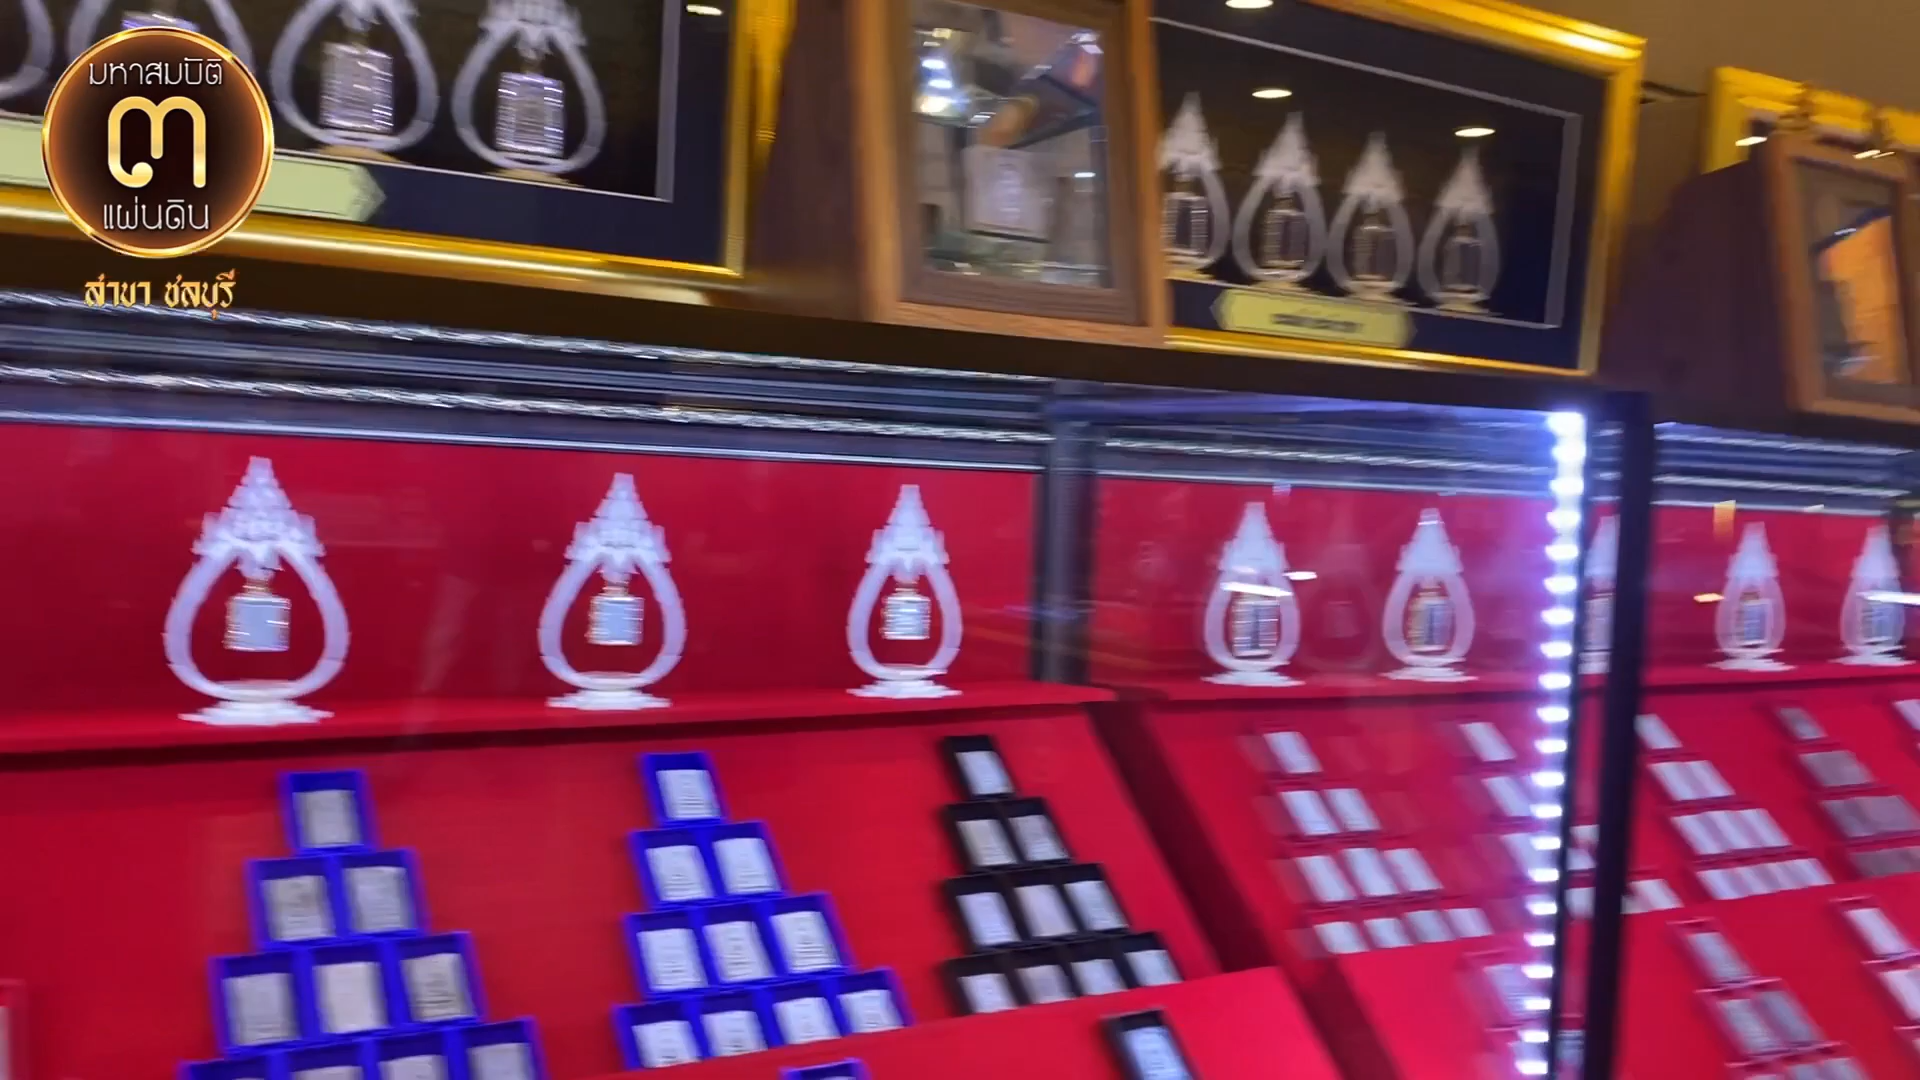 มหาสมบัติ
๓
แผ่นดิน
สาขา ชลบุรี